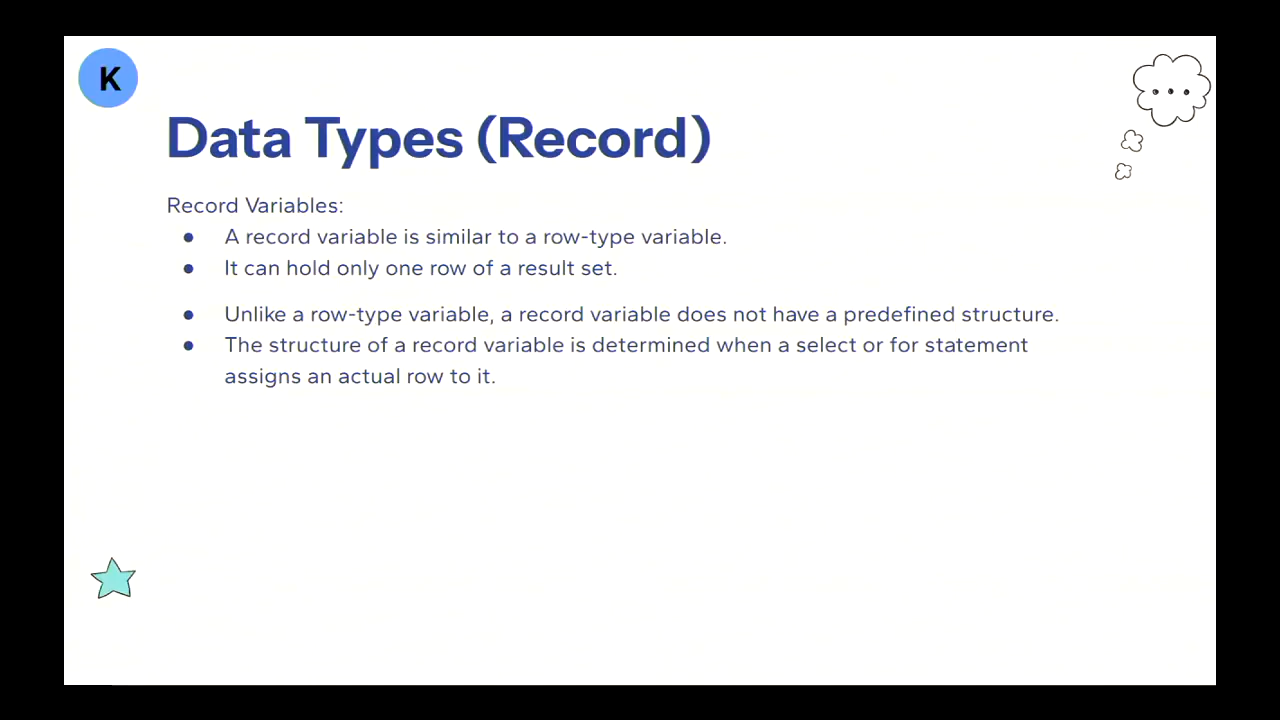 K
Data Types (Record)
Record Variables:
● A record variable is similar to a row-type variable.
● It can hold only one row of a result set.
● Unlike a row-type variable, a record variable does not have a predefined structure.
● The structure of a record variable is determined when a select or for statement
assigns an actual row to it.